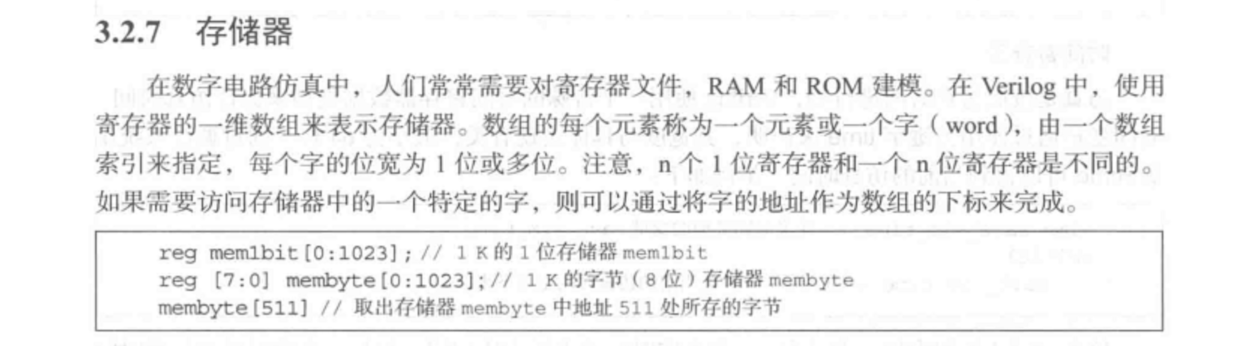 3.2.7 存储器
在数字电路仿真中，人们常常需要对寄存器文件，RAM 和 ROM 建模。在 Verilog 中，使用
寄存器的一维数组来表示存储器。数组的每个元素称为一个元素或一个字（word），由一个数组
索引来指定，每个字的位宽为 1 位或多位。注意，n 个 1 位寄存器和一个 n 位寄存器是不同的。
如果需要访问存储器中的一个特定的字，则可以通过将字的地址作为数组的下标来完成。
reg mem1bit[0:1023]; // 1 K 的 1 位存储器 mem1bit
reg [7:0] membyte[0:1023];// 1 K 的字节（8 位）存储器 membyte
membyte[511] // 取出存储器 membyte 中地址 511 处所存的字节